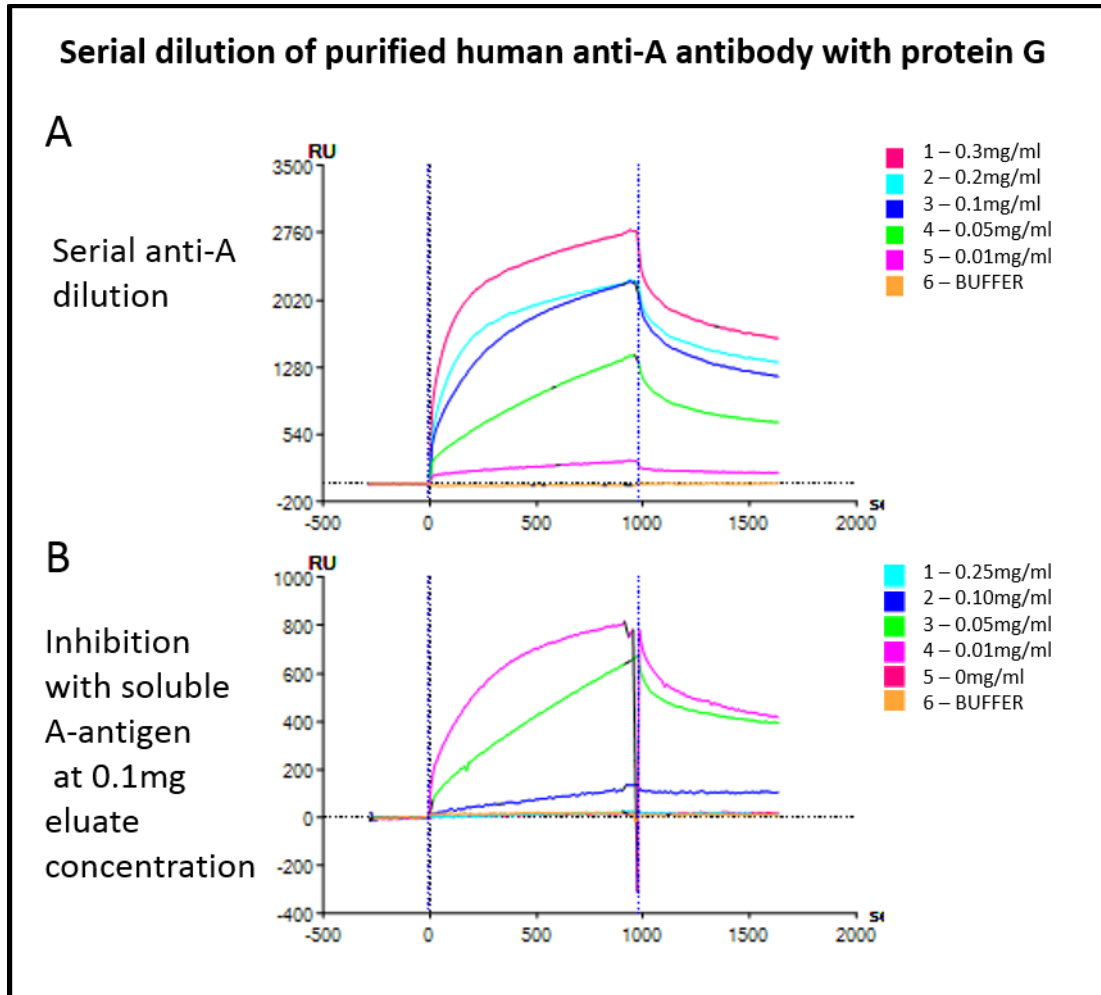 Serial dilution of purified human anti-A antibody with protein G
A
Serial anti-A
dilution
RU
3500
2760
2020
1280
540
-200
-500
0
500
1000
1500
2000
se
1 – 0.3mg/ml
2 – 0.2mg/ml
3 – 0.1mg/ml
4 – 0.05mg/ml
5 – 0.01mg/ml
6 – BUFFER
B
Inhibition
with soluble
A-antigen
at 0.1mg
eluate
concentration
RU
1000
800
600
400
200
0
-200
-400
-500
0
500
1000
1500
2000
se
1 – 0.25mg/ml
2 – 0.10mg/ml
3 – 0.05mg/ml
4 – 0.01mg/ml
5 – 0mg/ml
6 – BUFFER